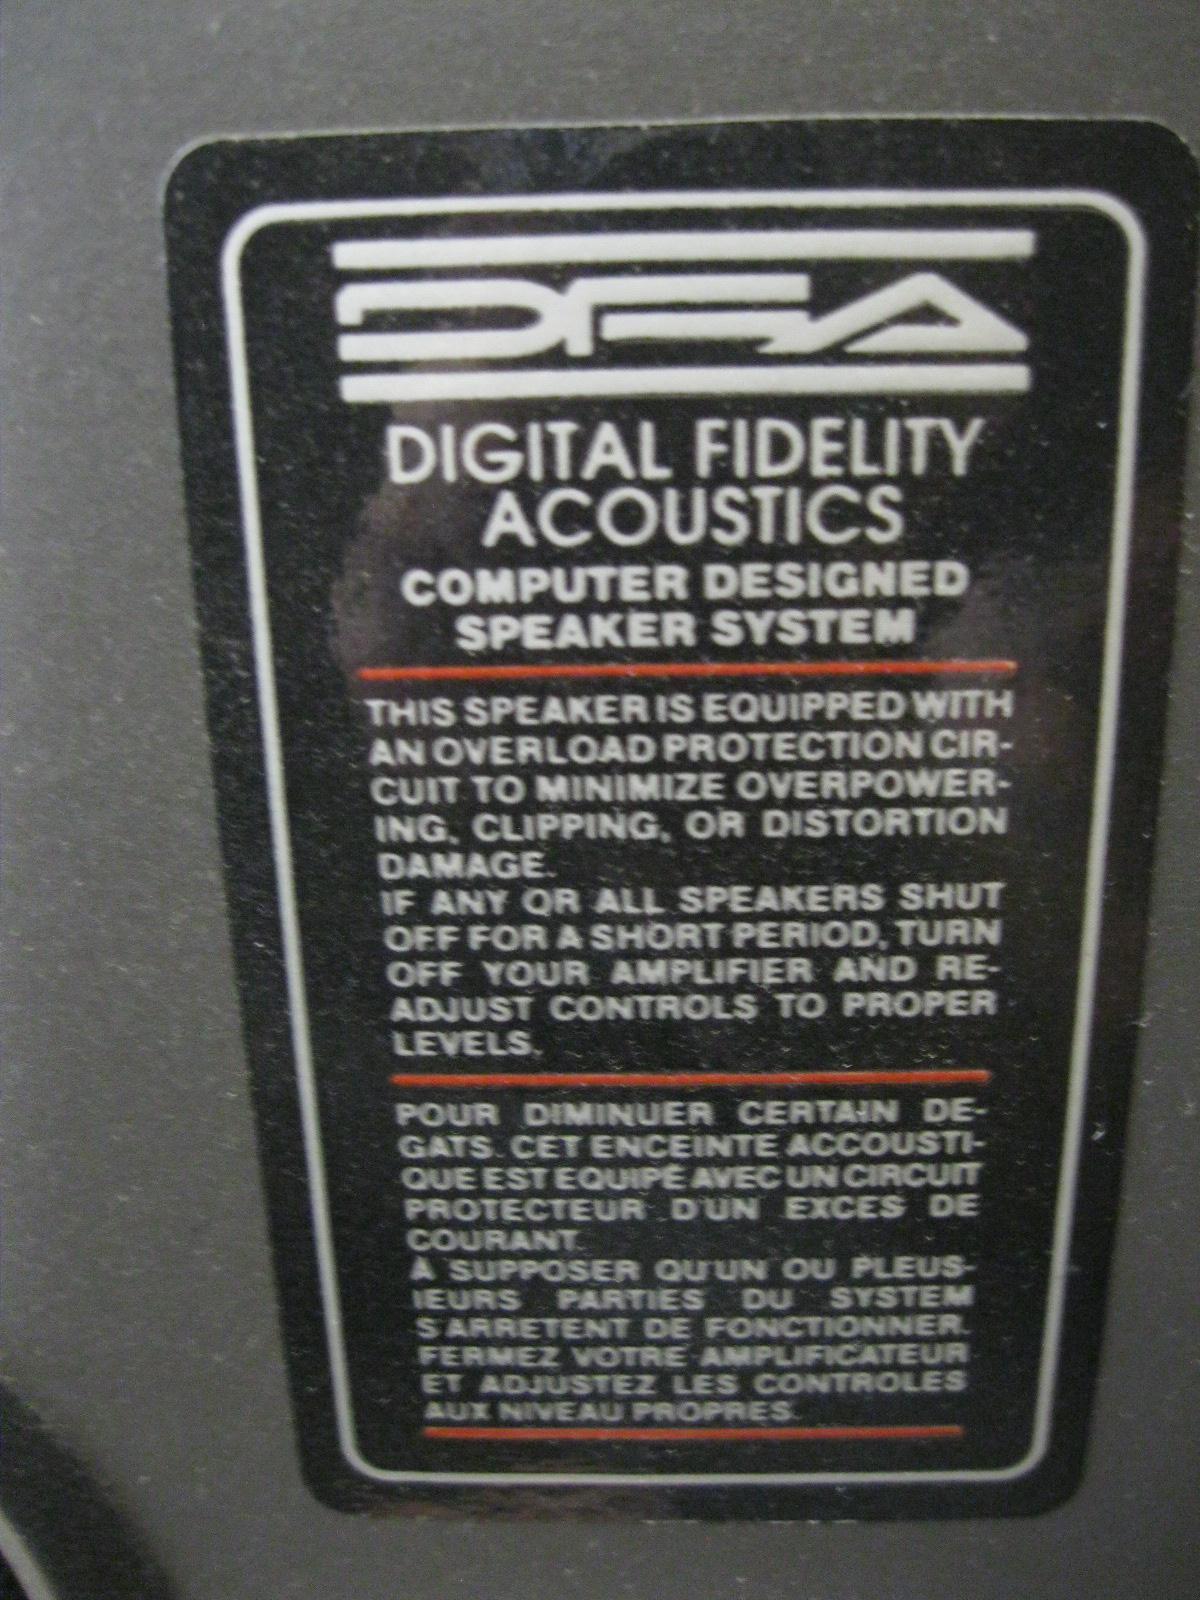 DFA
DIGITAL FIDELITY
ACOUSTICS
COMPUTER DESIGNED
SPEAKER SYSTEM
THIS SPEAKER IS EQUIPPED WITH
AN OVERLOAD PROTECTION CIR-
CUIT TO MINIMIZE OVERPOWER-
ING, CLIPPING, OR DISTORTION
DAMAGE.
IF ANY OR ALL SPEAKERS SHUT
OFF FOR A SHORT PERIOD, TURN
OFF YOUR AMPLIFIER AND RE-
ADJUST CONTROLS TO PROPER
LEVELS.
POUR DIMINUER CERTAIN DE-
GATS. CET ENCEINTE ACCOUSTI-
QUE EST EQUIPÉ AVEC UN CIRCUIT
PROTECTEUR D'UN EXCES DE
COURANT.
A SUPPOSER QU'UN OU PLEUS-
IEURS PARTIES DU SYSTEM
S'ARRETENT DE FONCTIONNER.
FERMEZ VOTRE AMPLIFICATEUR
ET ADJUSTEZ LES CONTROLES
AUX NIVEAU PROPRES.